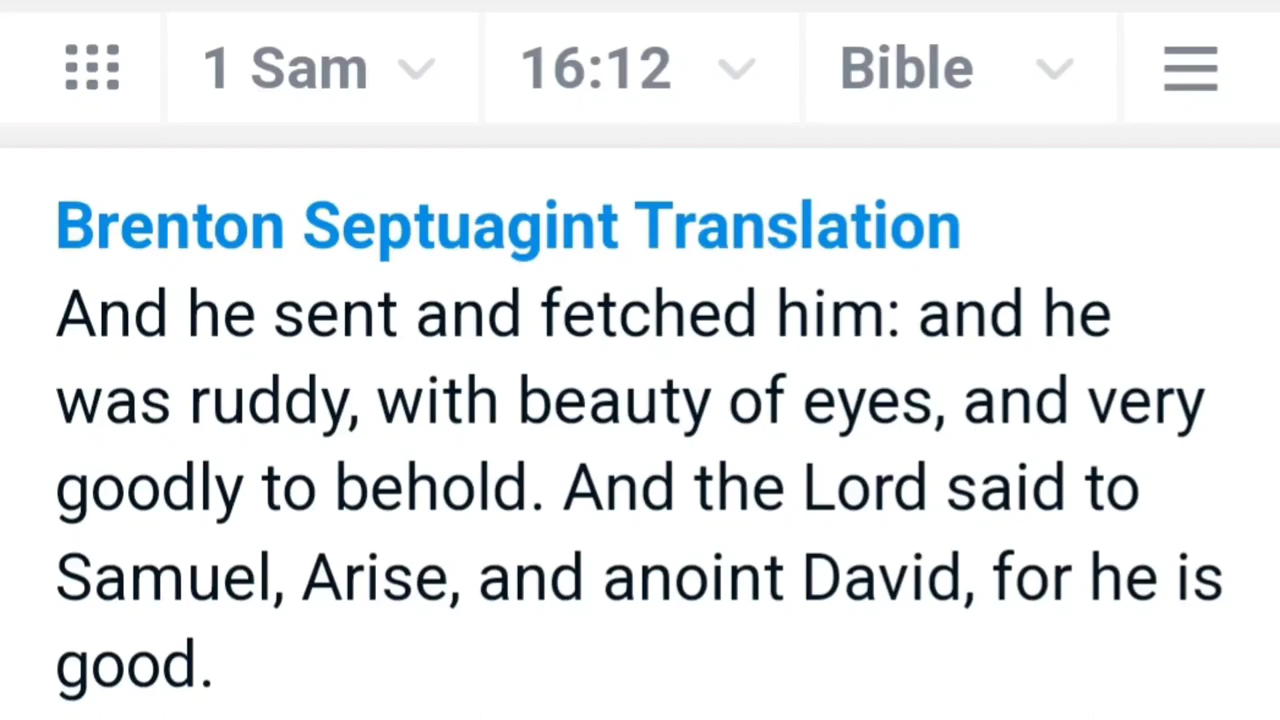 1 Sam 16:12 Bible
Brenton Septuagint Translation
And he sent and fetched him: and he
was ruddy, with beauty of eyes, and very
goodly to behold. And the Lord said to
Samuel, Arise, and anoint David, for he is
good.